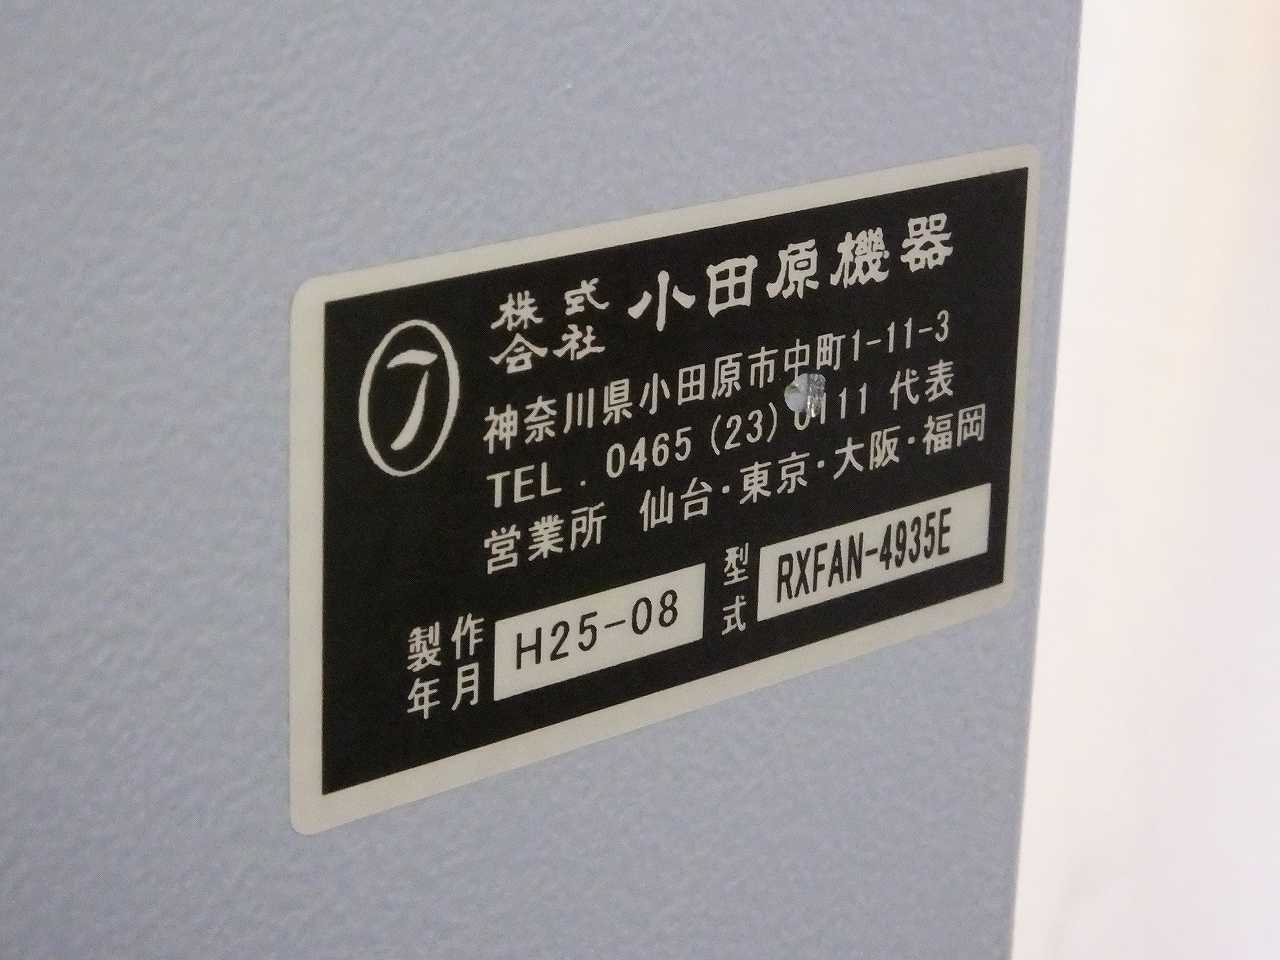 株式会社 小田原機器
神奈川県小田原市中町1-11-3
TEL. 0465(23)0111 代表
営業所 仙台・東京・大阪・福岡
製作年月 H25-08 型式 RXFAN-4935E